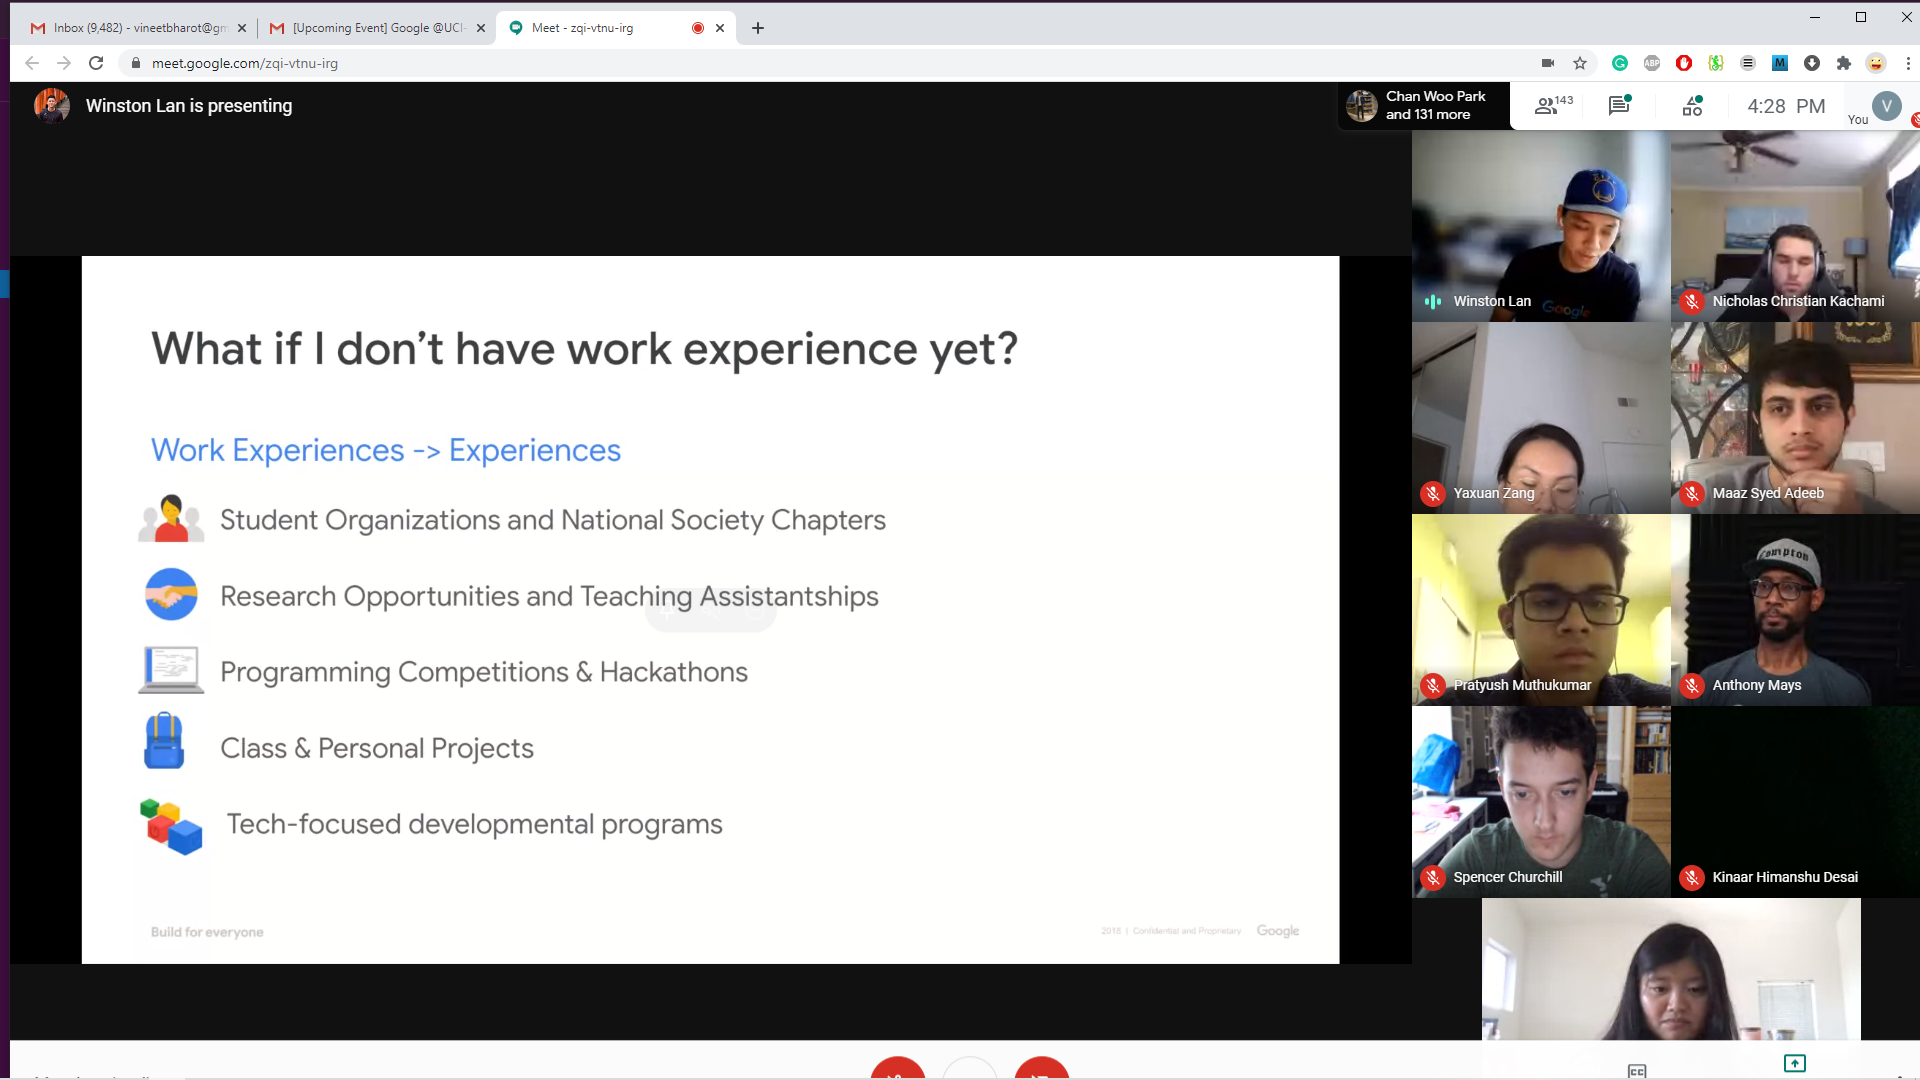 Inbox (9,482) - vineetbharot@gm
[Upcoming Event] Google @UCI
Meet - zqi-vtnu-irg
meet.google.com/zqi-vtnu-irg
ABP
M
Winston Lan is presenting
Chan Woo Park
and 131 more
143
4:28 PM
You
V
Winston Lan
Google
Nicholas Christian Kachami
What if I don't have work experience yet?
Work Experiences -> Experiences
Student Organizations and National Society Chapters
Research Opportunities and Teaching Assistantships
Programming Competitions & Hackathons
Class & Personal Projects
Tech-focused developmental programs
Build for everyone
2018 | Confidential and Proprietary
Google
Yaxuan Zang
Maaz Syed Adeeb
Pratyush Muthukumar
Compton
Anthony Mays
Spencer Churchill
Kinaar Himanshu Desai
CC